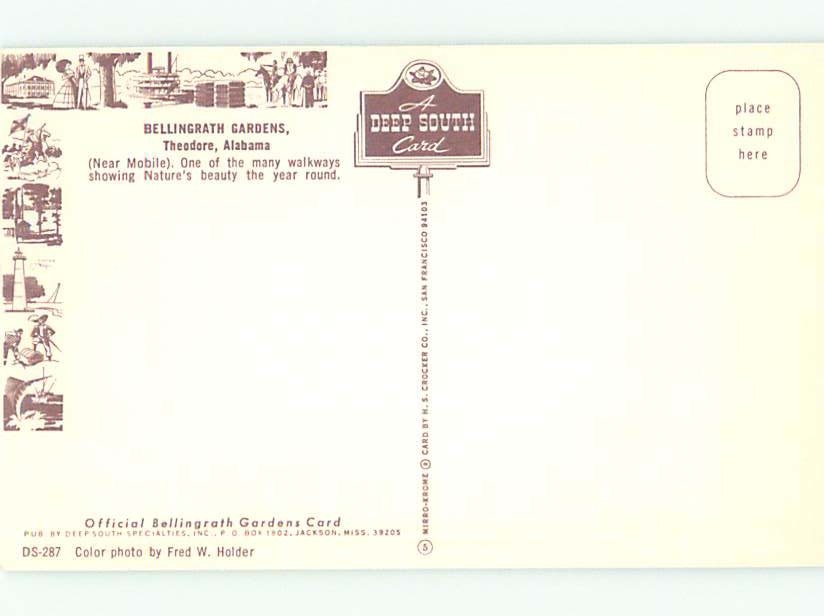 BELLINGRATH GARDENS,
Theodore, Alabama
(Near Mobile). One of the many walkways
showing Nature's beauty the year round.
A
DEEP SOUTH
Card
place
stamp
here
MIRRO-KROME ® CARD BY H. S. CROCKER CO., INC., SAN FRANCISCO 94103
5
Official Bellingrath Gardens Card
PUB. BY DEEP SOUTH SPECIALTIES, INC., P. O. BOX 1902, JACKSON, MISS. 39205
DS-287 Color photo by Fred W. Holder